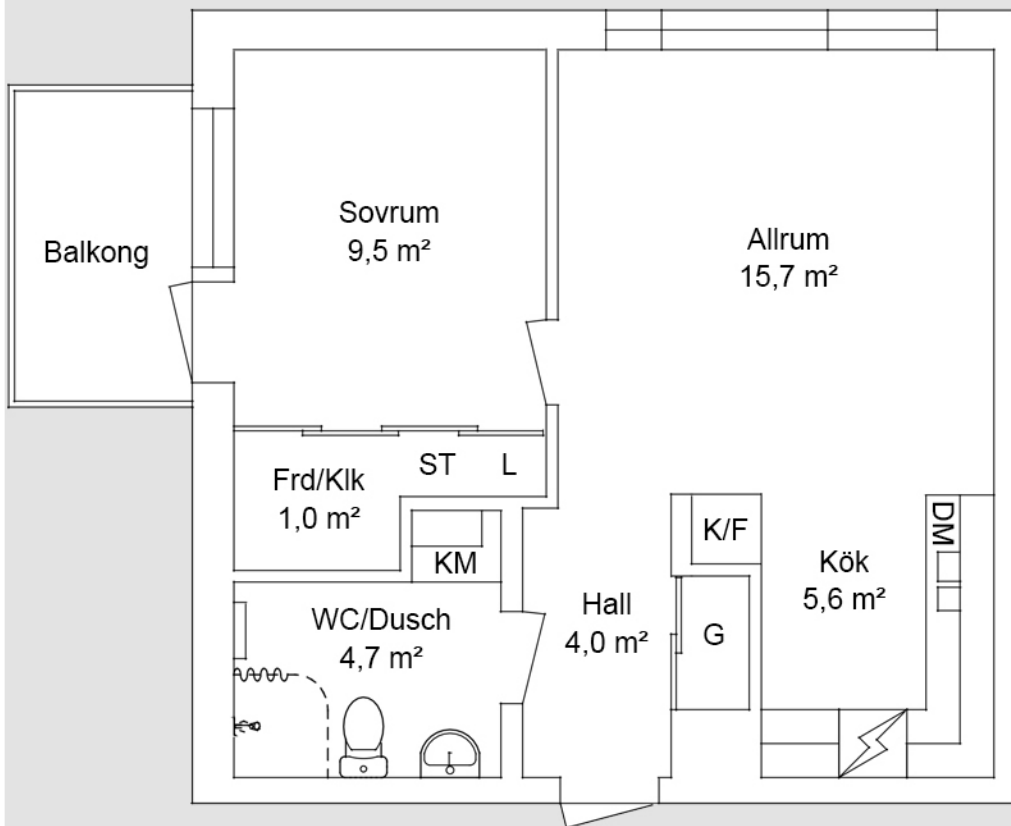 Balkong
Sovrum
9,5 m²
Allrum
15,7 m²
Frd/Klk
1,0 m²
ST
L
KM
WC/Dusch
4,7 m²
Hall
4,0 m²
K/F
G
Kök
5,6 m²
DM